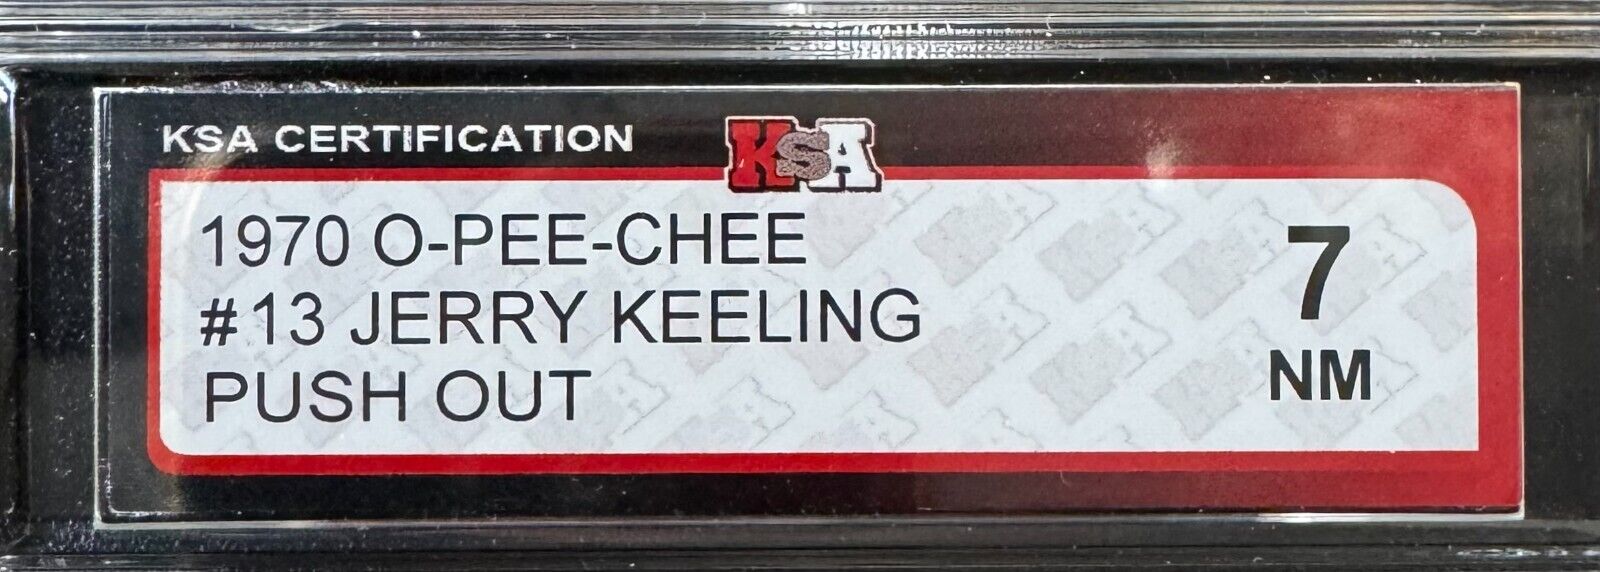 KSA CERTIFICATION
KSA
1970 O-PEE-CHEE
#13 JERRY KEELING
PUSH OUT
7
NM